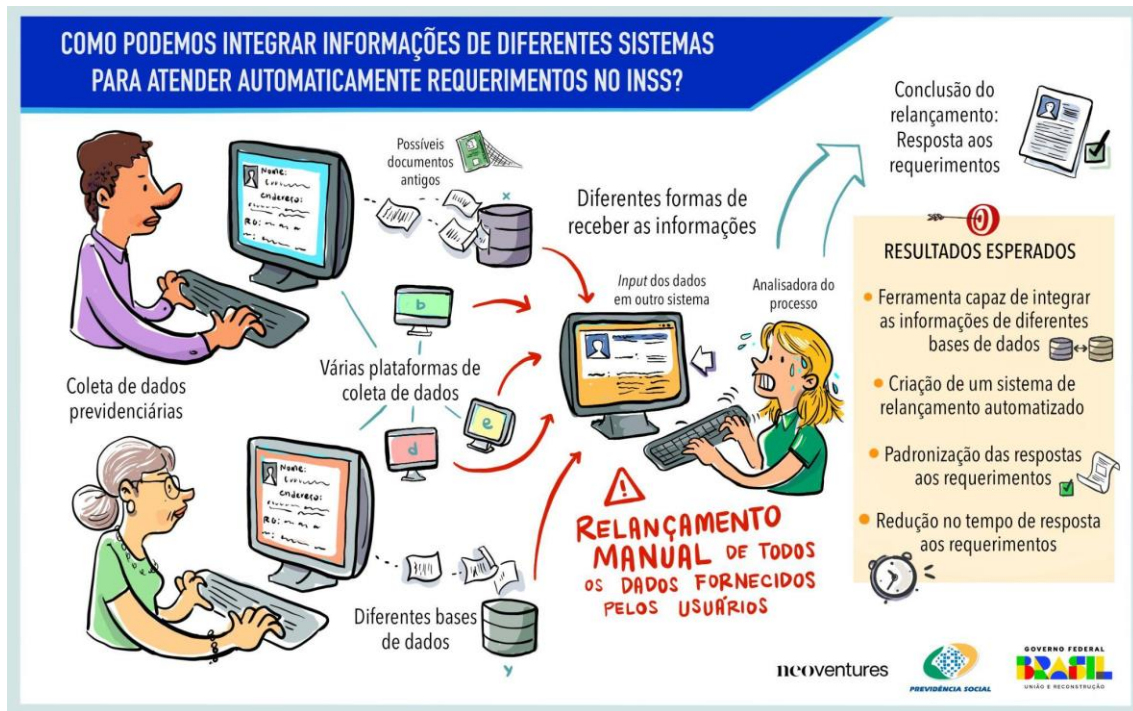 COMO PODEMOS INTEGRAR INFORMAÇÕES DE DIFERENTES SISTEMAS
PARA ATENDER AUTOMATICAMENTE REQUERIMENTOS NO INSS?
Nome:
Endereço:
RG:
Possíveis
documentos
antigos
x
Coleta de dados
previdenciárias
b
Várias plataformas de
coleta de dados
e
d
Nome:
Endereço:
RG:
Diferentes bases
de dados
y
Diferentes formas de
receber as informações
Input dos dados
em outro sistema
Analisadora do
processo
RELANÇAMENTO
MANUAL DE TODOS
OS DADOS FORNECIDOS
PELOS USUÁRIOS
Conclusão do
relançamento:
Resposta aos
requerimentos
RESULTADOS ESPERADOS
Ferramenta capaz de integrar
as informações de diferentes
bases de dados
Criação de um sistema de
relançamento automatizado
Padronização das respostas
aos requerimentos
Redução no tempo de resposta
aos requerimentos
neoventures
PREVIDÊNCIA SOCIAL
GOVERNO FEDERAL
BRASIL
UNIÃO E RECONSTRUÇÃO